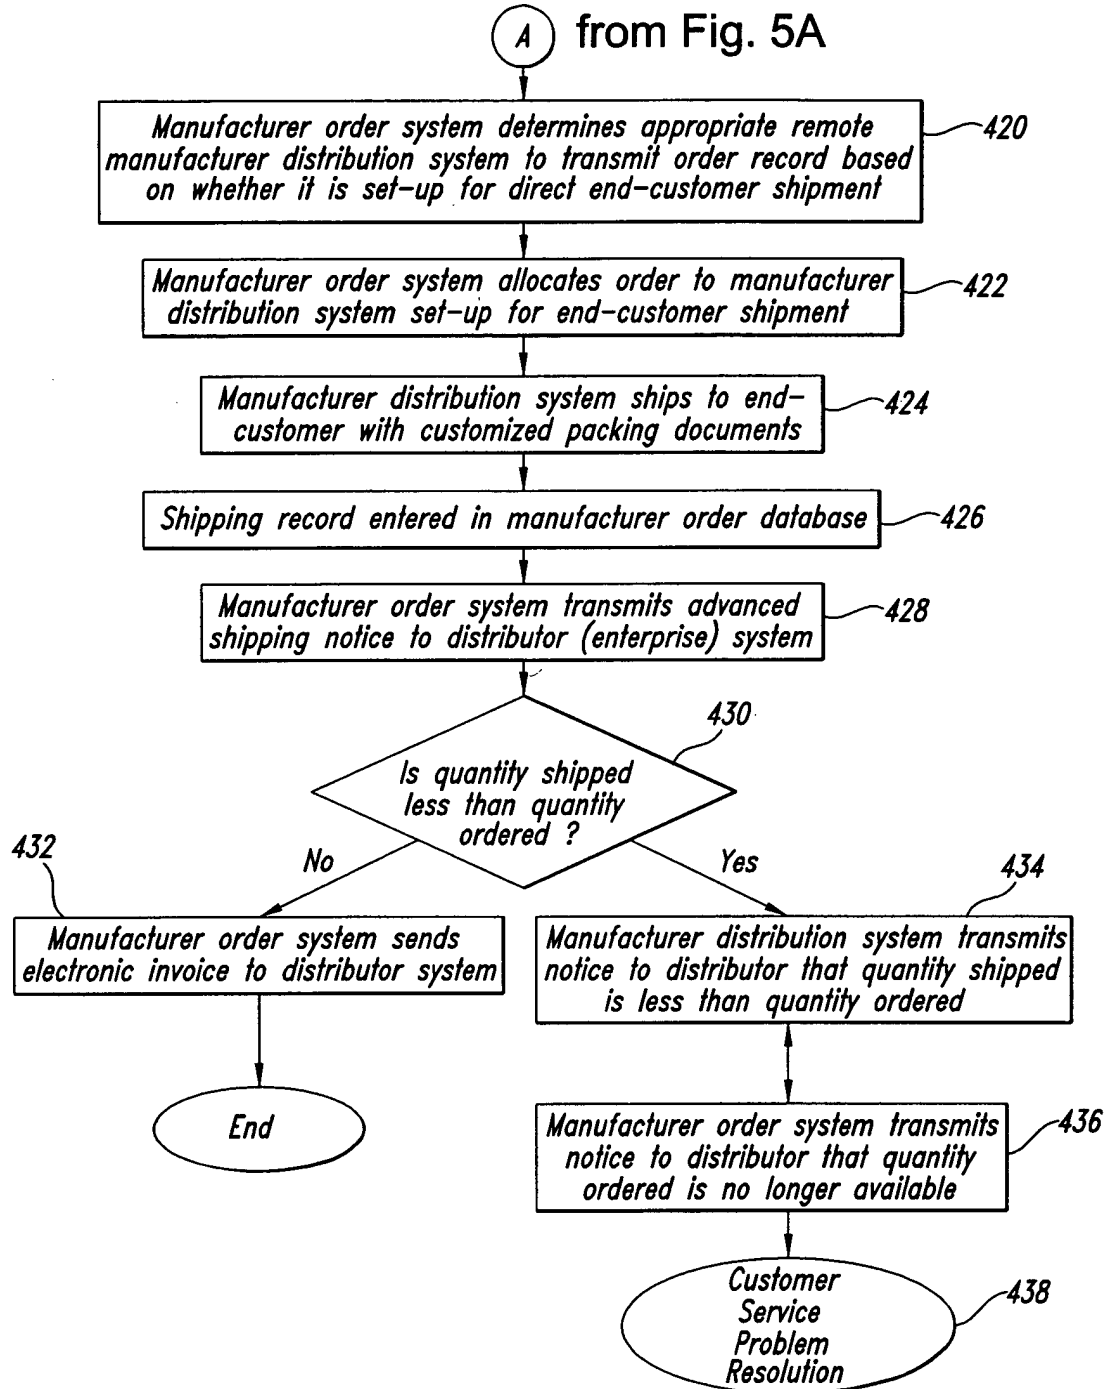 A from Fig. 5A
Manufacturer order system determines appropriate remote
manufacturer distribution system to transmit order record based
on whether it is set-up for direct end-customer shipment
420
Manufacturer order system allocates order to manufacturer
distribution system set-up for end-customer shipment
422
Manufacturer distribution system ships to end-
customer with customized packing documents
424
Shipping record entered in manufacturer order database
426
Manufacturer order system transmits advanced
shipping notice to distributor (enterprise) system
428
430
Is quantity shipped
less than quantity
ordered ?
No
Yes
432
Manufacturer order system sends
electronic invoice to distributor system
End
434
Manufacturer distribution system transmits
notice to distributor that quantity shipped
is less than quantity ordered
Manufacturer order system transmits
notice to distributor that quantity
ordered is no longer available
436
Customer
Service
Problem
Resolution
438